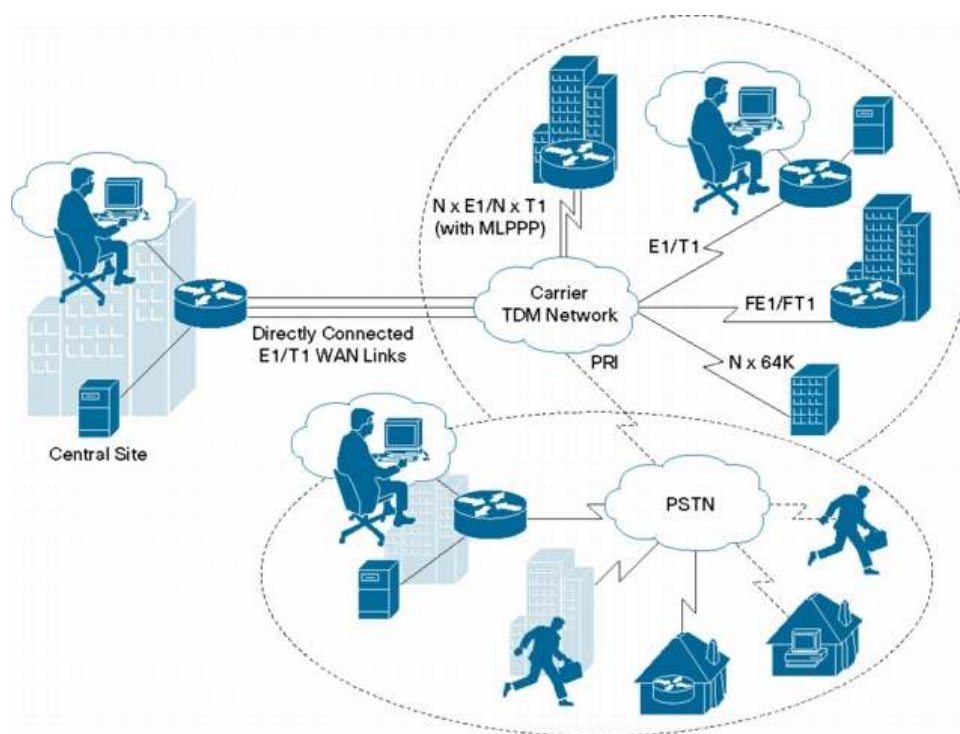 N x E1/N x T1
(with MLPPP)
E1/T1
Carrier
TDM Network
FE1/FT1
Directly Connected
E1/T1 WAN Links
PRI
N x 64K
Central Site
PSTN